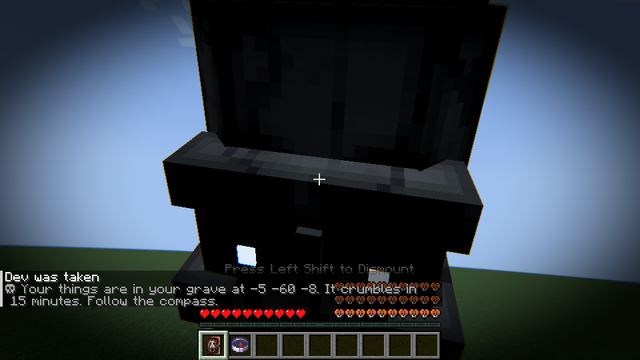 Press Left Shift to Dismount
Dev was taken
Your things are in your grave at -5 -60 -8. It crumbles in
15 minutes. Follow the compass.